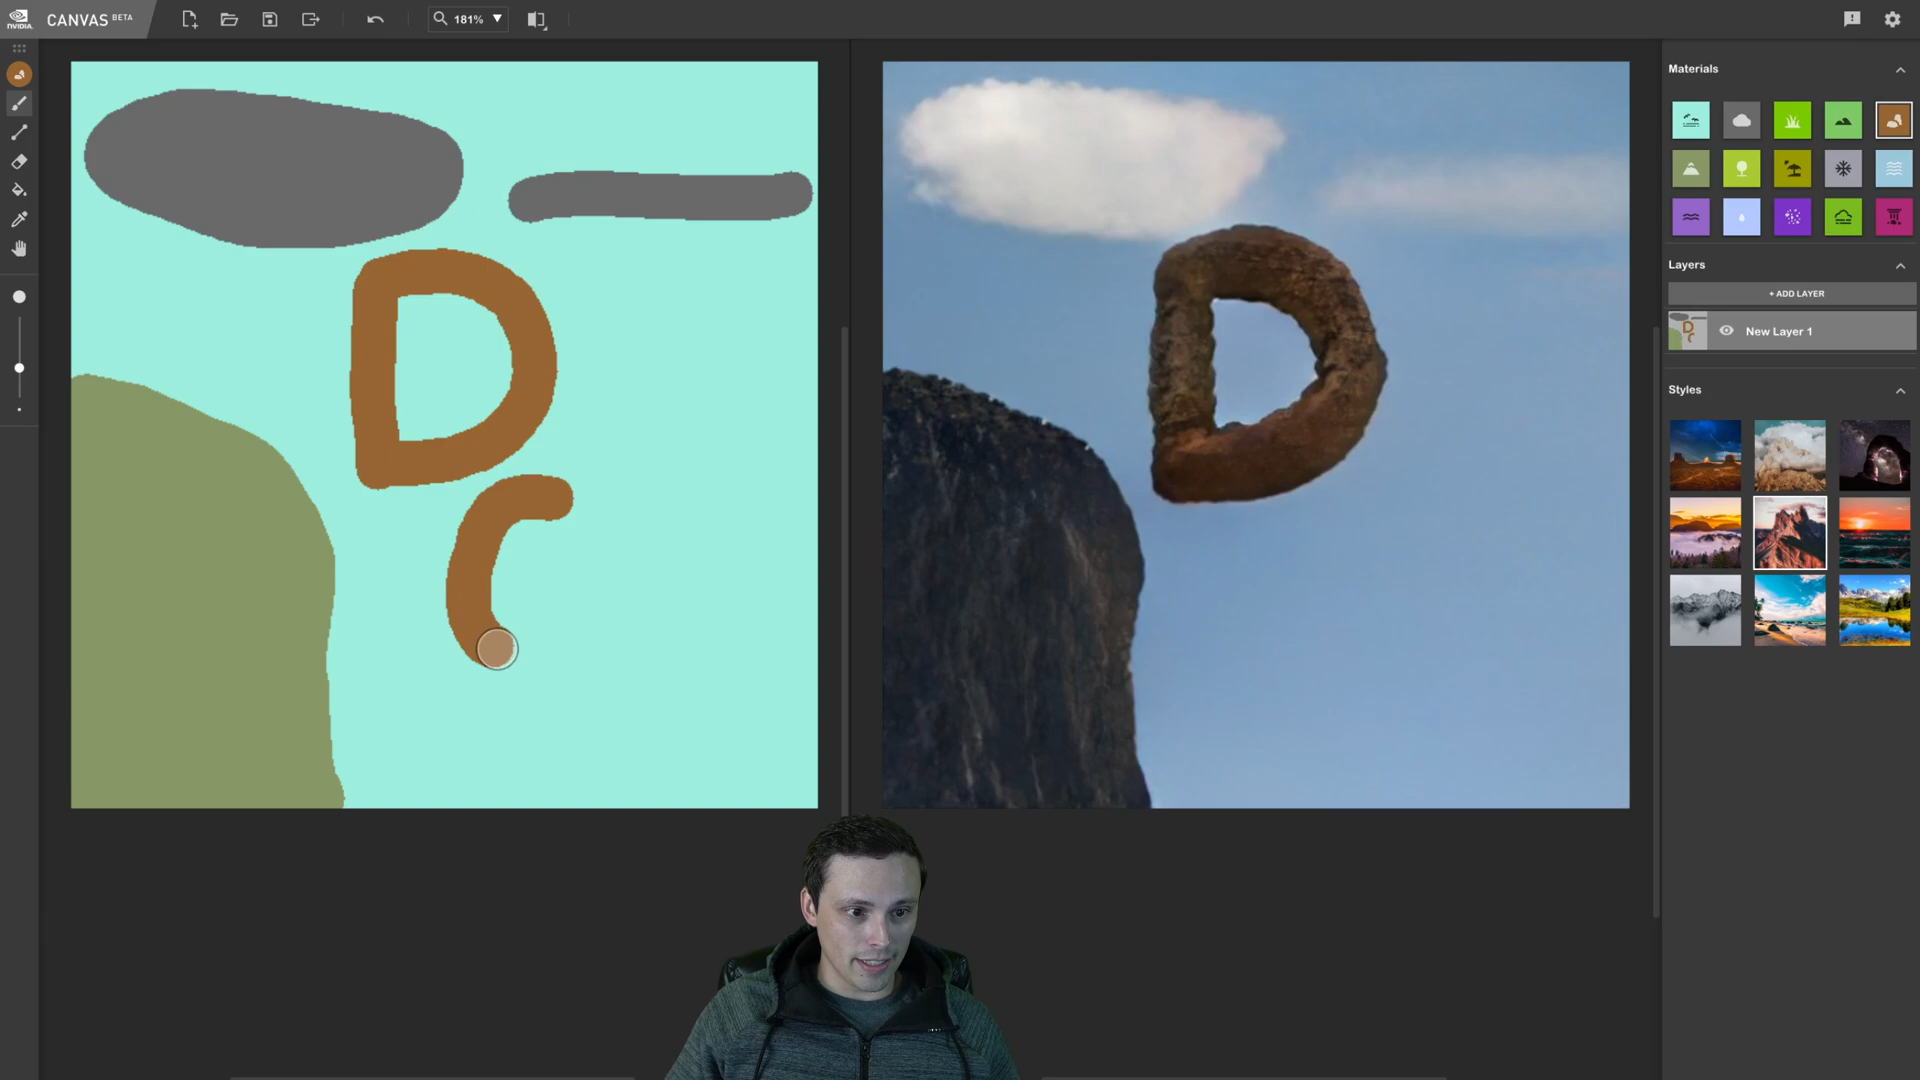 NVIDIA. CANVAS BETA
181%
Materials
Layers
+ ADD LAYER
New Layer 1
Styles
D